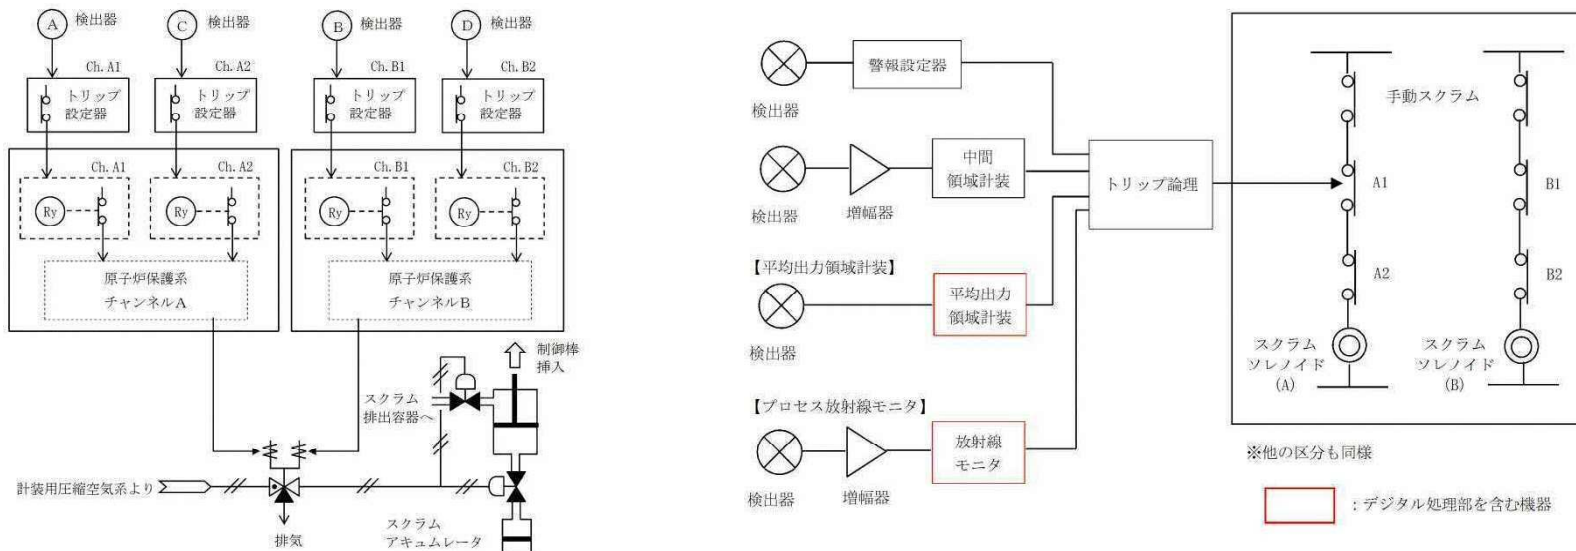 A
検出器
C
検出器
B
検出器
D
検出器
Ch.A1
Ch.A2
Ch.B1
Ch.B2
トリップ
設定器
トリップ
設定器
トリップ
設定器
トリップ
設定器
Ch.A1
Ch.A2
Ch.B1
Ch.B2
Ry
Ry
Ry
Ry
原子炉保護系
チャンネルA
原子炉保護系
チャンネルB
制御棒
挿入
スクラム
排出容器へ
計装用圧縮空気系より
排気
スクラム
アキュムレータ
検出器
警報設定器
検出器
増幅器
中間
領域計装
【平均出力領域計装】
検出器
平均出力
領域計装
【プロセス放射線モニタ】
検出器
増幅器
放射線
モニタ
トリップ論理
手動スクラム
A1
B1
A2
B2
スクラム
ソレノイド
(A)
スクラム
ソレノイド
(B)
※他の区分も同様
：デジタル処理部を含む機器